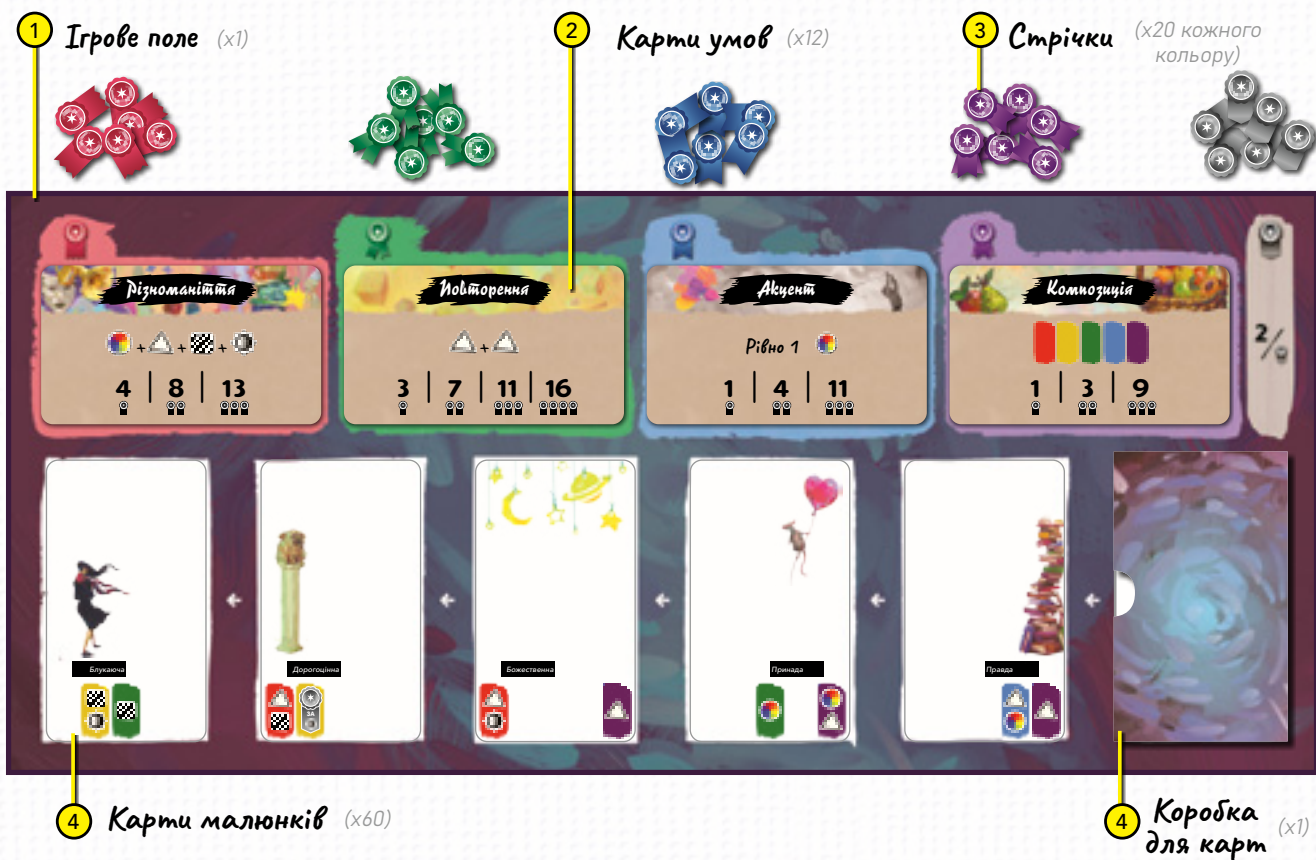 1 Ігрове поле (x1)
2 Карти умов (x12)
3 Стрічки (x20 кожного
кольору)
Різноманіття
+ + +
4 | 8 | 13
Повторення
+
3 | 7 | 11 | 16
Акцент
Рівно 1
1 | 4 | 11
Композиція
1 | 3 | 9
2/
Блукаюча
Дорогоцінна
ЗА
Божественна
Принада
Правда
4 Карти малюнків (x60)
4 Коробка
для карт (x1)